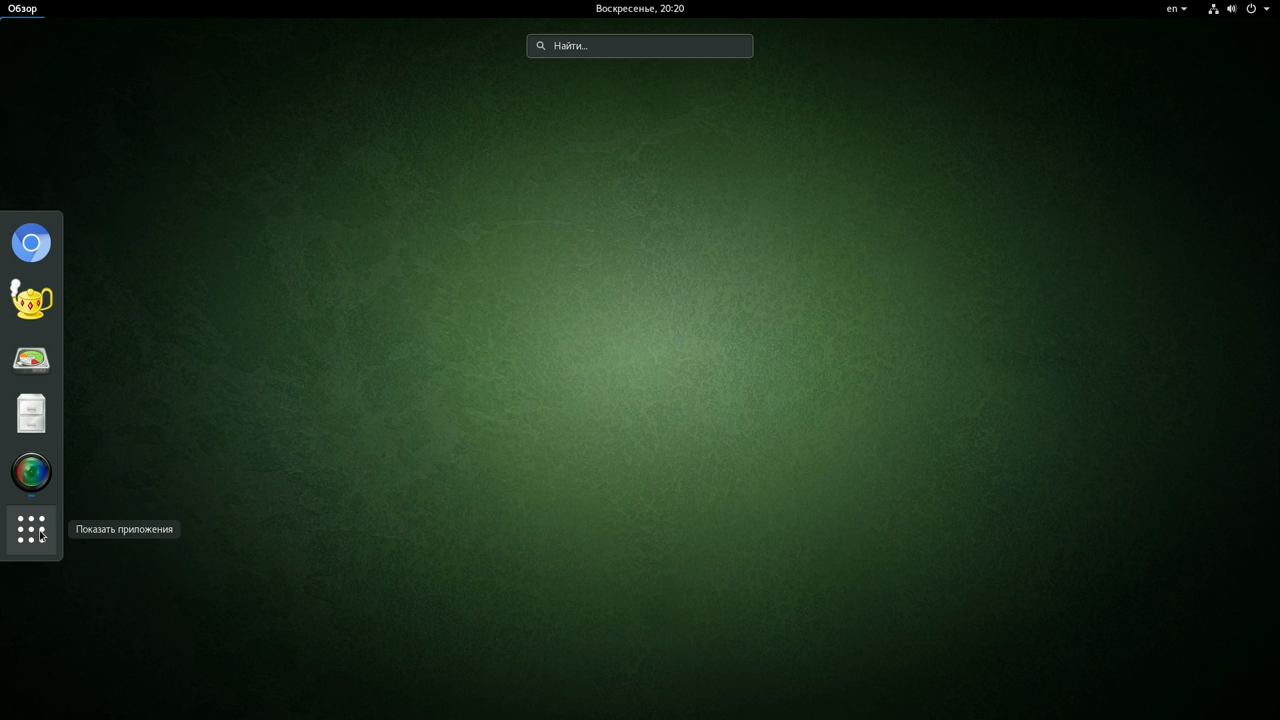 Обзор
Воскресенье, 20:20
en
Найти...
Показать приложения